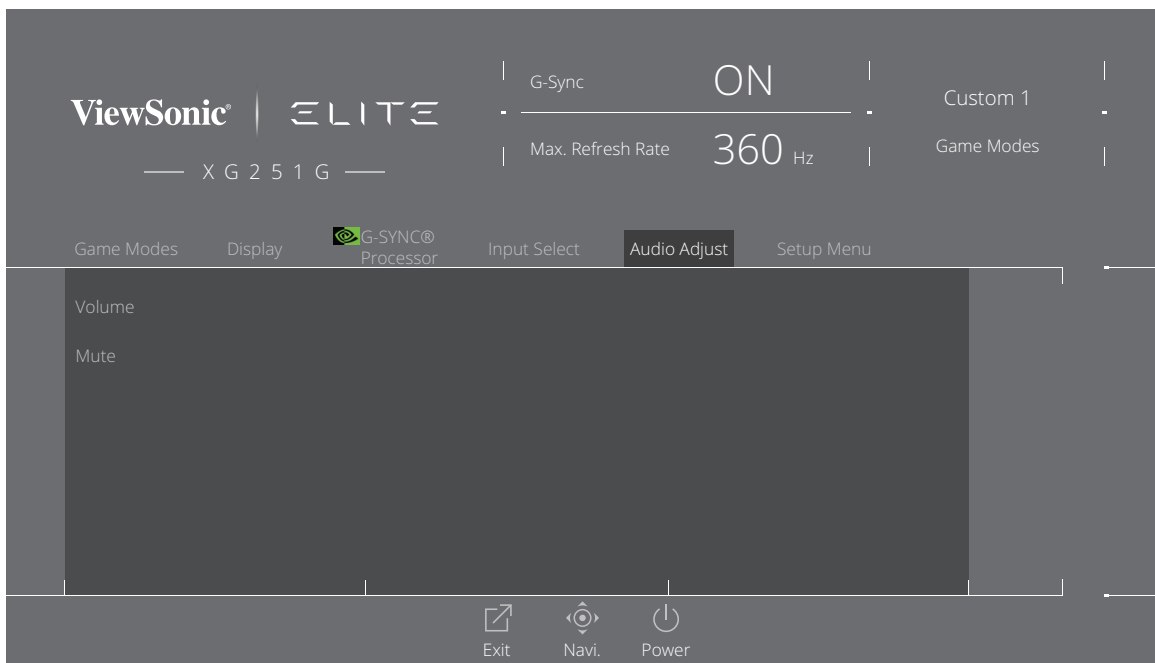 ViewSonic® ELITE
XG251G
G-Sync ON
Max. Refresh Rate 360 Hz
Custom 1
Game Modes
Game Modes Display G-SYNC® Input Select Audio Adjust Setup Menu
Processor
Volume
Mute
Exit Navi. Power